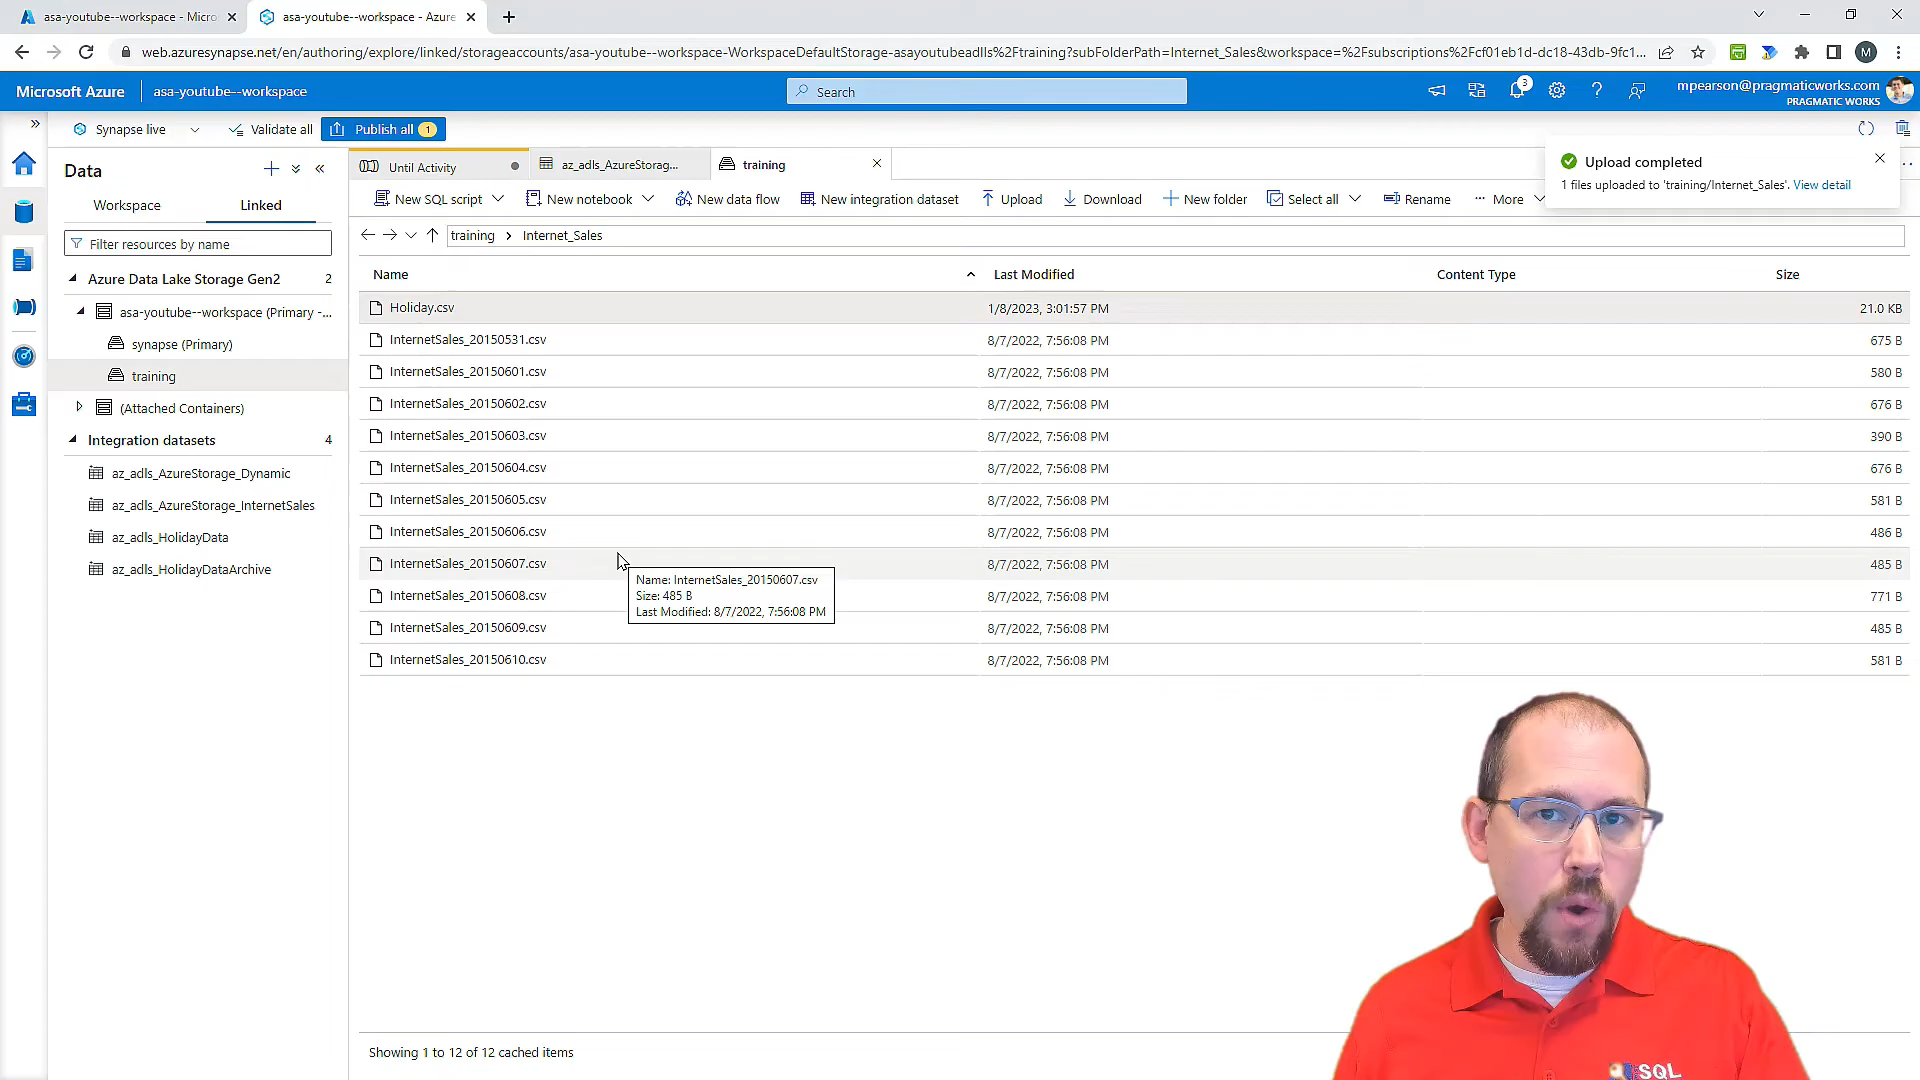 asa-youtube--workspace - Micro
asa-youtube--workspace - Azure
web.azuresynapse.net/en/authoring/explore/linked/storageaccounts/asa-youtube--workspace-WorkspaceDefaultStorage-asayoutubeadlls%2Ftraining?subFolderPath=Internet_Sales&workspace=%2Fsubscriptions%2Fcf01eb1d-dc18-43db-9fc1...
M
Microsoft Azure
asa-youtube--workspace
Search
3
mpearson@pragmaticworks.com
PRAGMATIC WORKS
Synapse live
Validate all
Publish all 1
Upload completed
1 files uploaded to 'training/Internet_Sales'. View detail
Data
Workspace
Linked
Filter resources by name
Azure Data Lake Storage Gen2 2
asa-youtube--workspace (Primary -...
synapse (Primary)
training
(Attached Containers)
Integration datasets 4
az_adls_AzureStorage_Dynamic
az_adls_AzureStorage_InternetSales
az_adls_HolidayData
az_adls_HolidayDataArchive
Until Activity
az_adls_AzureStorag...
training
New SQL script
New notebook
New data flow
New integration dataset
Upload
Download
New folder
Select all
Rename
More
training > Internet_Sales
Name Last Modified Content Type Size
Holiday.csv 1/8/2023, 3:01:57 PM 21.0 KB
InternetSales_20150531.csv 8/7/2022, 7:56:08 PM 675 B
InternetSales_20150601.csv 8/7/2022, 7:56:08 PM 580 B
InternetSales_20150602.csv 8/7/2022, 7:56:08 PM 676 B
InternetSales_20150603.csv 8/7/2022, 7:56:08 PM 390 B
InternetSales_20150604.csv 8/7/2022, 7:56:08 PM 676 B
InternetSales_20150605.csv 8/7/2022, 7:56:08 PM 581 B
InternetSales_20150606.csv 8/7/2022, 7:56:08 PM 486 B
InternetSales_20150607.csv 8/7/2022, 7:56:08 PM 485 B
Name: InternetSales_20150607.csv
Size: 485 B
Last Modified: 8/7/2022, 7:56:08 PM
InternetSales_20150608.csv 8/7/2022, 7:56:08 PM 771 B
InternetSales_20150609.csv 8/7/2022, 7:56:08 PM 485 B
InternetSales_20150610.csv 8/7/2022, 7:56:08 PM 581 B
Showing 1 to 12 of 12 cached items
SQL